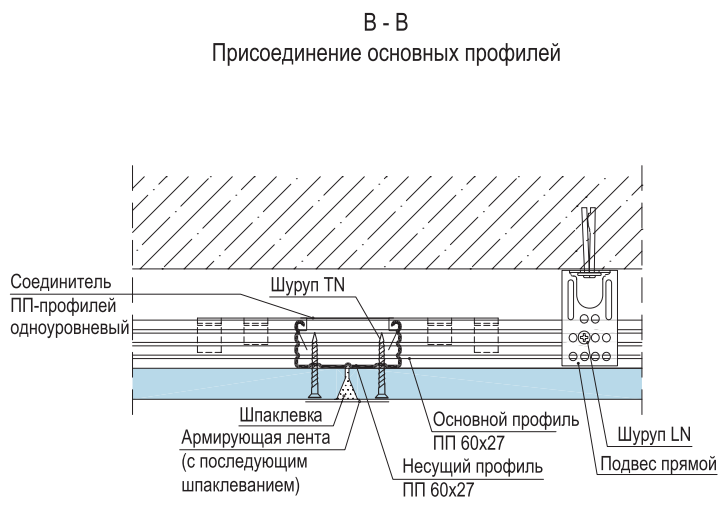 В - В
Присоединение основных профилей
Соединитель
ПП-профилей
одноуровневый
Шуруп TN
Шпаклевка
Армирующая лента
(с последующим
шпаклеванием)
Основной профиль
ПП 60х27
Несущий профиль
ПП 60х27
Шуруп LN
Подвес прямой